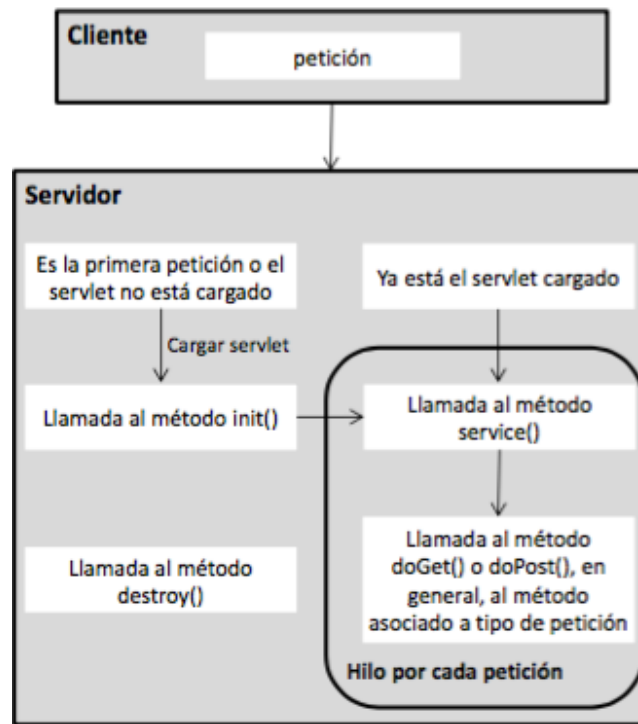 Cliente
petición
Servidor
Es la primera petición o el
servlet no está cargado
Ya está el servlet cargado
Cargar servlet
Llamada al método init()
Llamada al método
service()
Llamada al método
destroy()
Llamada al método
doGet() o doPost(), en
general, al método
asociado a tipo de petición
Hilo por cada petición